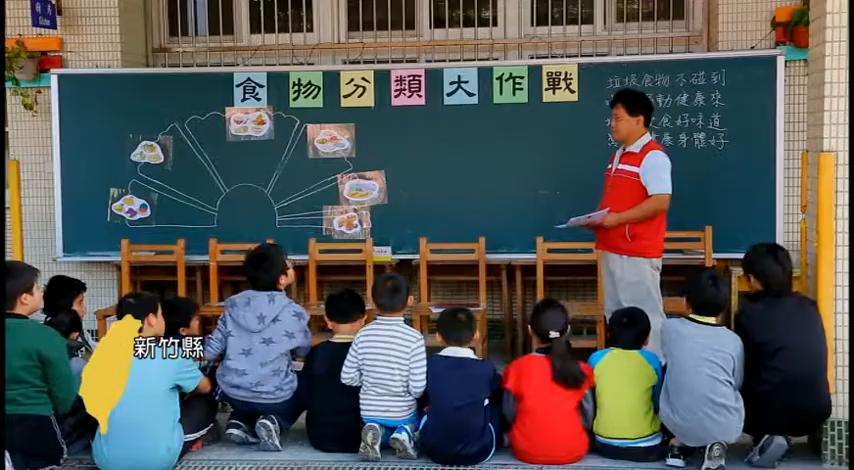 食物分類大作戰
垃圾食物不碰到
動健康來
食好味道
康身體好
新竹縣